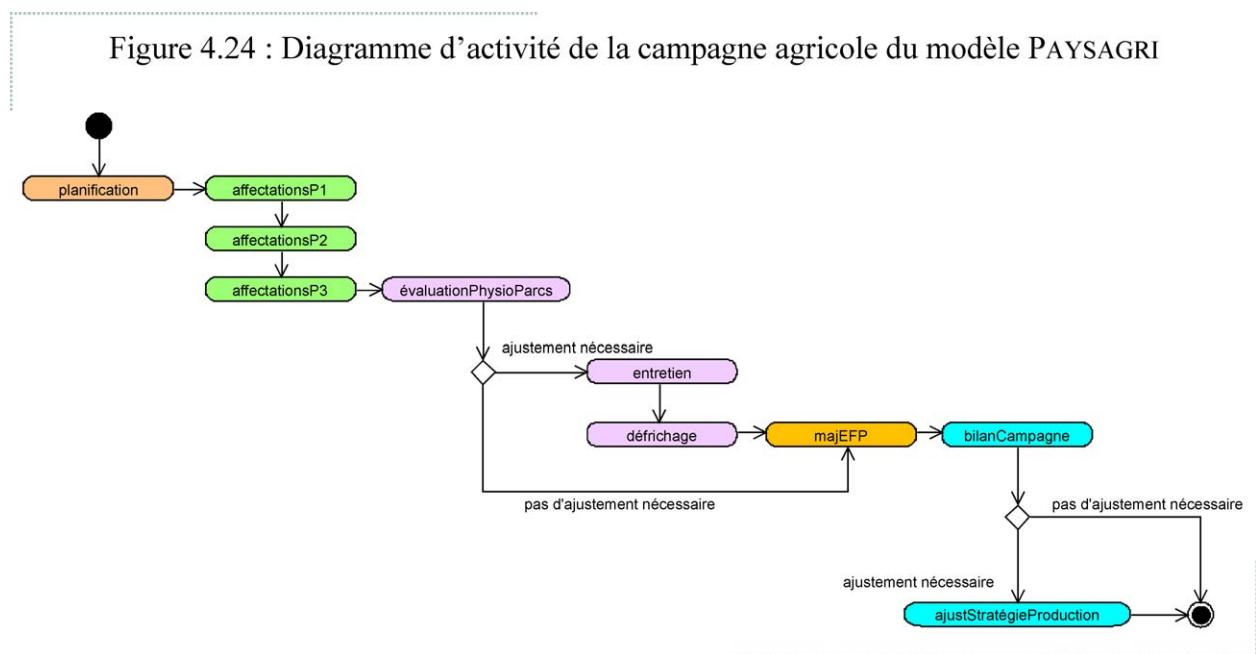 Figure 4.24 : Diagramme d’activité de la campagne agricole du modèle PAYSAGRI
planification
affectationsP1
affectationsP2
affectationsP3
évaluationPhysioParcs
ajustement nécessaire
entretien
défrichage
majEFP
bilanCampagne
pas d'ajustement nécessaire
pas d'ajustement nécessaire
ajustement nécessaire
ajustStratégieProduction